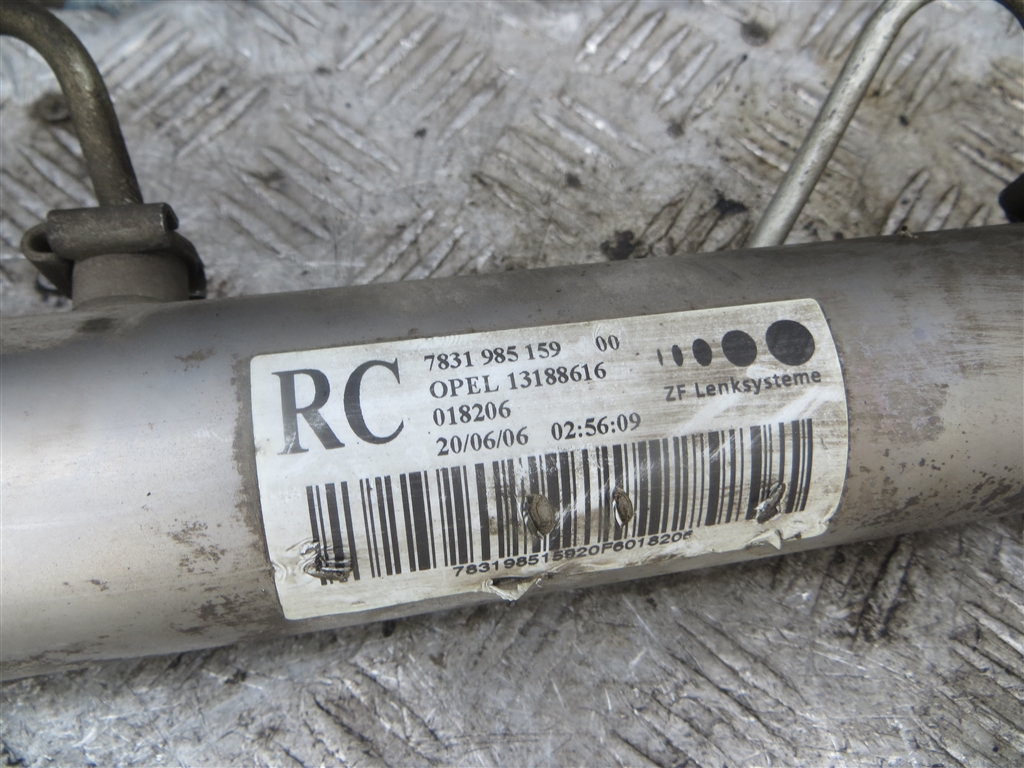 RC
7831 985 159 00
OPEL 13188616
018206
20/06/06 02:56:09
ZF Lenksysteme
783198515920F6018206